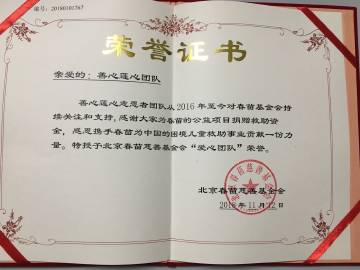 编号：20180101767
荣誉证书
亲爱的：善心莲心团队
善心莲心志愿者团队从2016年至今对春苗基金会持
续关注和支持，感谢大家为春苗的公益项目捐赠救助资
金，感恩携手春苗为中国的困境儿童救助事业贡献一份力
量。特授予北京春苗慈善基金会“爱心团队”荣誉。
北京春苗慈善基金会
2018年11月12日